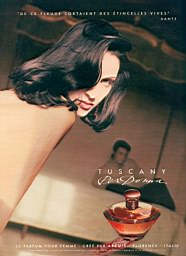 "DE CE FLEUVE SORTAIENT DES ÉTINCELLES VIVES"
DANTE
TUSCANY
Per Donna
LE PARFUM POUR FEMME - CRÉÉ PAR ARAMIS - FLORENCE - ITALIE